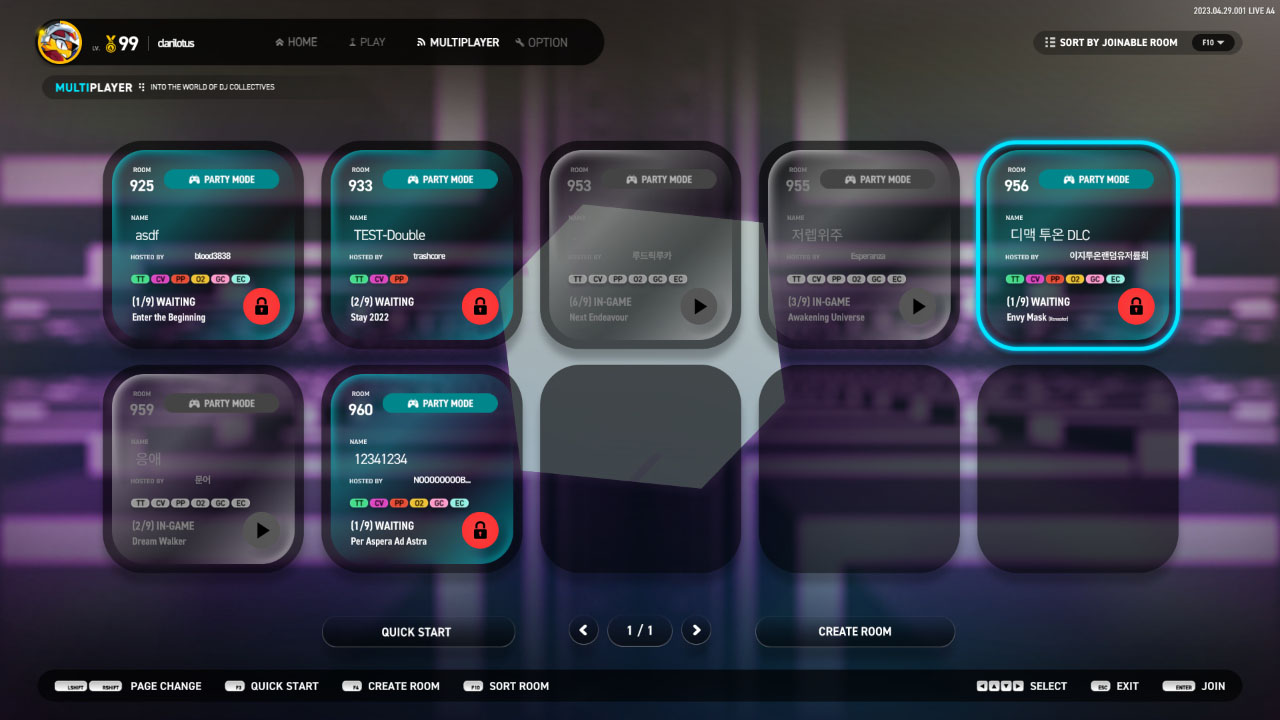 2023.04.29.001 LIVE A4
LV. 99 darilotus HOME PLAY MULTIPLAYER OPTION
SORT BY JOINABLE ROOM F10
MULTIPLAYER INTO THE WORLD OF DJ COLLECTIVES
ROOM
925 PARTY MODE
NAME
asdf
HOSTED BY blood3838
TT CV PP O2 GC EC
(1/9) WAITING
Enter the Beginning
ROOM
933 PARTY MODE
NAME
TEST-Double
HOSTED BY trashcore
TT CV PP
(2/9) WAITING
Stay 2022
ROOM
953 PARTY MODE
루드릭루카
TT CV PP O2 GC EC
(6/9) IN-GAME
Next Endeavour
ROOM
955 PARTY MODE
NAME
저렙위주
HOSTED BY Esperanza
TT CV PP O2 GC EC
(3/9) IN-GAME
Awakening Universe
ROOM
956 PARTY MODE
NAME
디맥 투온 DLC
HOSTED BY 이지투온랜덤유저들희
TT CV PP O2 GC EC
(1/9) WAITING
Envy Mask
ROOM
959 PARTY MODE
NAME
응애
HOSTED BY 문어
TT CV PP O2 GC EC
(2/9) IN-GAME
Dream Walker
ROOM
960 PARTY MODE
NAME
12341234
HOSTED BY NO00000008...
TT CV PP O2 GC EC
(1/9) WAITING
Per Aspera Ad Astra
QUICK START
1 / 1
CREATE ROOM
LSHIFT RSHIFT PAGE CHANGE F3 QUICK START F4 CREATE ROOM F10 SORT ROOM
SELECT ESC EXIT ENTER JOIN